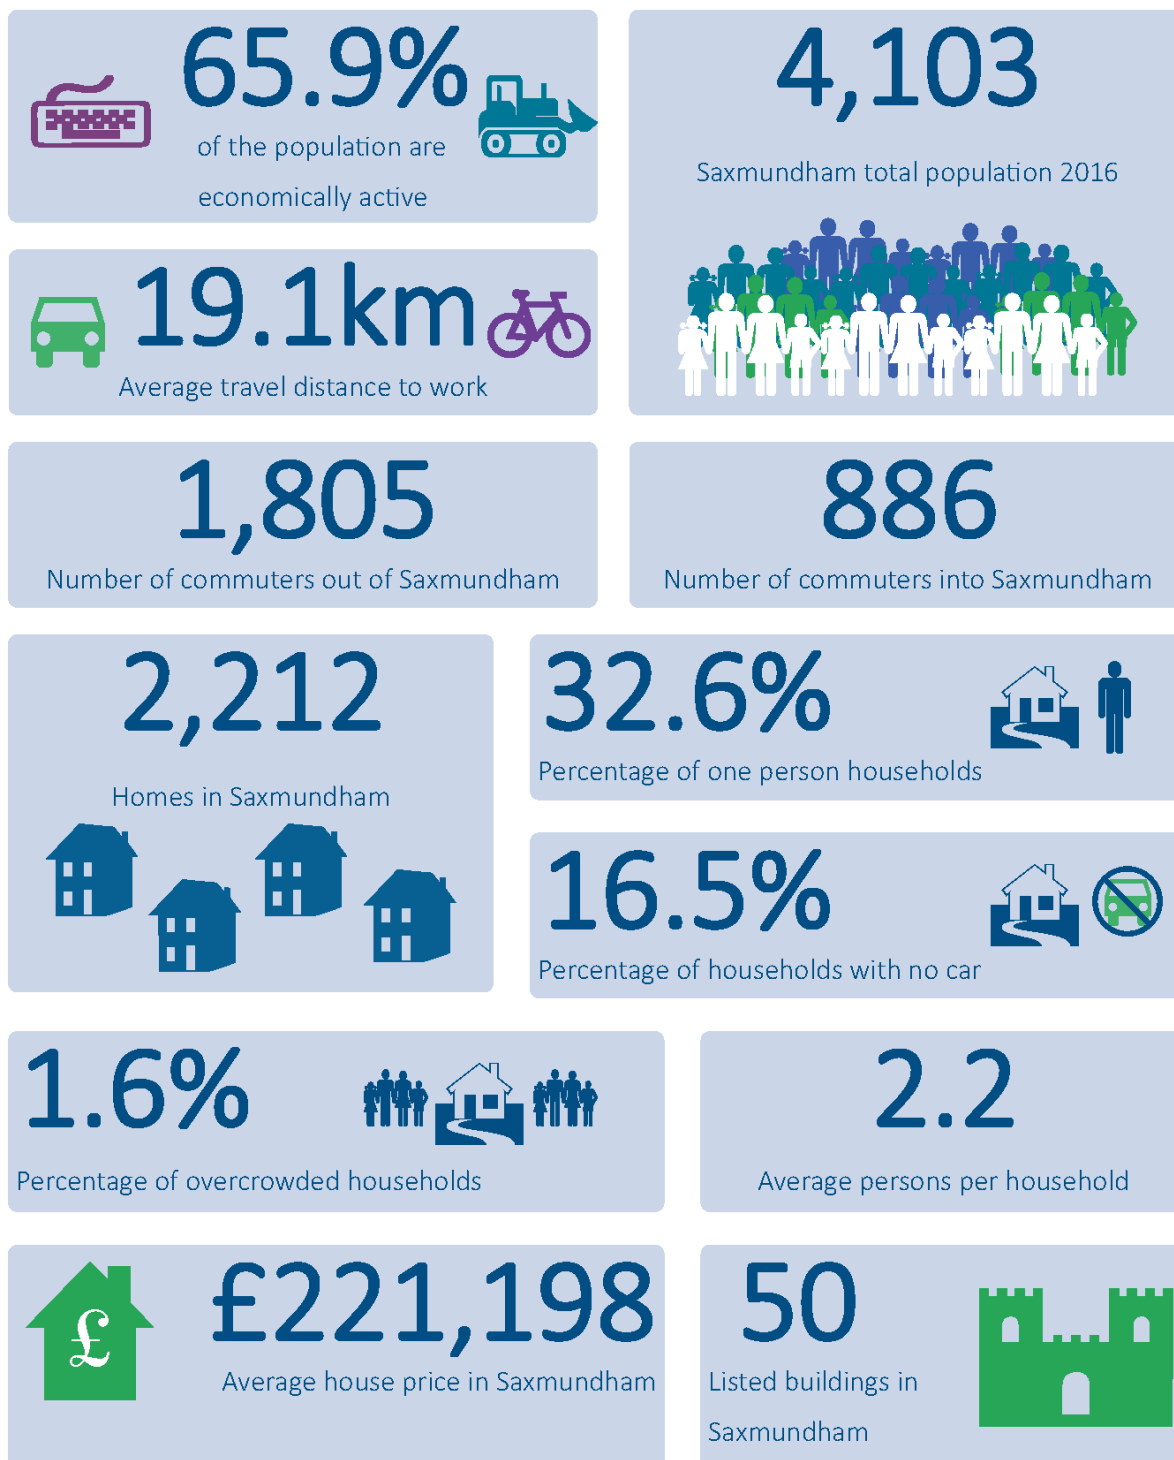 65.9%
of the population are
economically active
4,103
Saxmundham total population 2016
19.1km
Average travel distance to work
1,805
Number of commuters out of Saxmundham
886
Number of commuters into Saxmundham
2,212
Homes in Saxmundham
32.6%
Percentage of one person households
16.5%
Percentage of households with no car
1.6%
Percentage of overcrowded households
2.2
Average persons per household
£
£221,198
Average house price in Saxmundham
50
Listed buildings in
Saxmundham